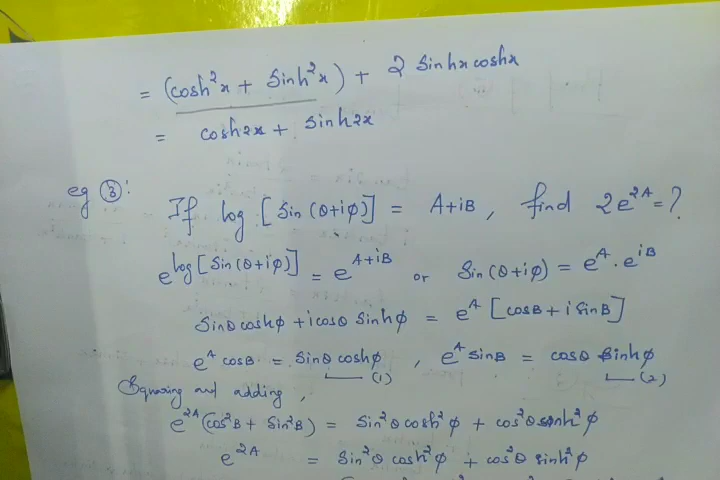 = (cosh²x + Sinh²x) + 2 Sinhx coshx
= cosh2x + Sinh2x
eg ③:
If log [Sin(θ+iφ)] = A+iB, find 2e^{2A}=?
e^{log[Sin(θ+iφ)]} = e^{A+iB} or Sin(θ+iφ) = e^A · e^{iB}
Sinθ coshφ + i cosθ Sinhφ = e^A [cosB + i SinB]
e^A cosB = Sinθ coshφ , e^A SinB = cosθ Sinhφ
(1) (2)
Squaring and adding,
e^{2A}(cos²B + Sin²B) = Sin²θ cosh²φ + cos²θ sinh²φ
e^{2A} = Sin²θ cosh²φ + cos²θ sinh²φ